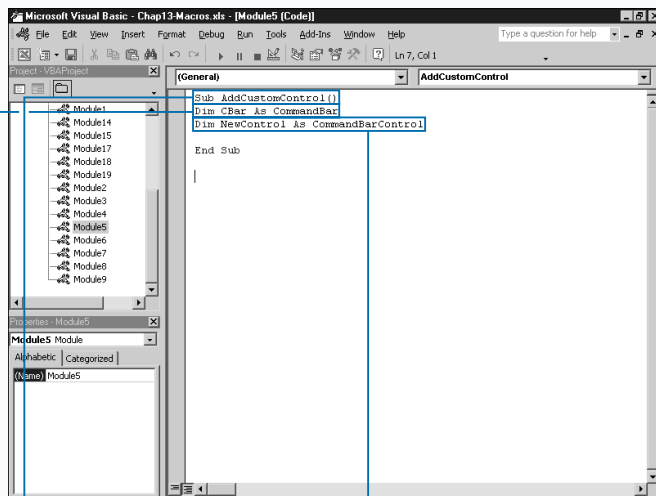 Microsoft Visual Basic - Chap13-Macros.xls - [Module5 (Code)]
File Edit View Insert Format Debug Run Tools Add-Ins Window Help Type a question for help
Ln 7, Col 1
Project - VBAProject
(General) AddCustomControl
Module1
Module14
Module15
Module17
Module18
Module19
Module2
Module3
Module4
Module5
Module6
Module7
Module8
Module9
Sub AddCustomControl()
Dim CBar As CommandBar
Dim NewControl As CommandBarControl
End Sub
Properties - Module5
Module5 Module
Alphabetic Categorized
(Name) Module5